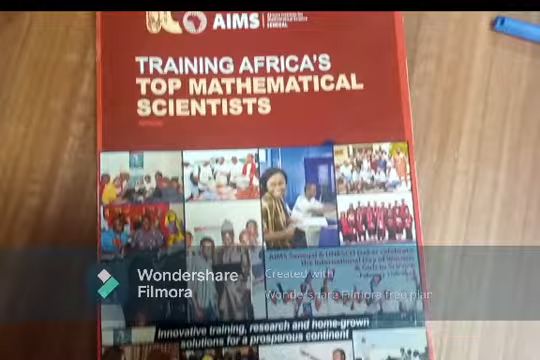 AIMS
SENEGAL
TRAINING AFRICA'S
TOP MATHEMATICAL
SCIENTISTS
AIMS Senegal & UNESCO Dakar celebrate
the International Day of Women
& Girls in Science
Wondershare
Filmora
Created with
Wondershare Filmora free plan
Innovative training, research and home-grown
solutions for a prosperous continent